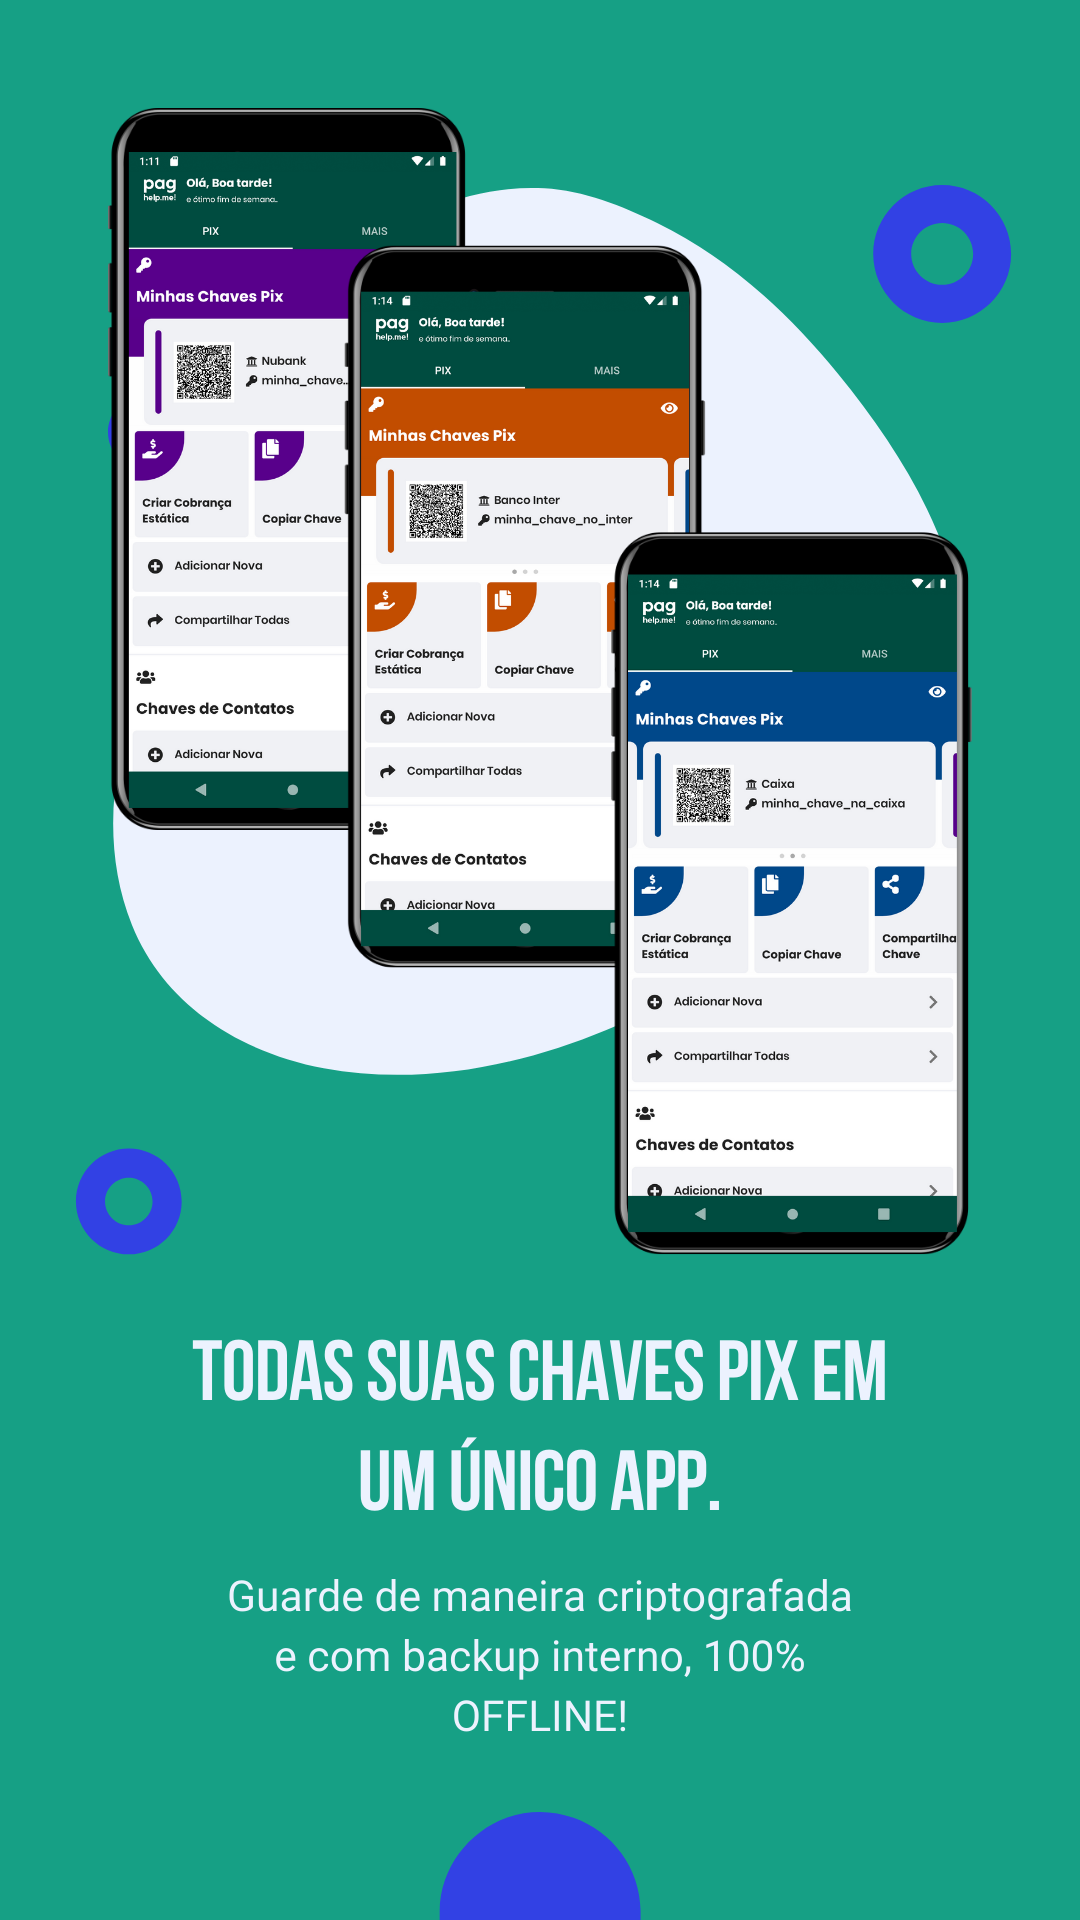 1:11
pag
help.me!
Olá, Boa tarde!
e ótimo fim de semana..
PIX MAIS
Minhas Chaves Pix
Nubank
minha_chave..
Criar Cobrança
Estática
Copiar Chave
Adicionar Nova
Compartilhar Todas
Chaves de Contatos
Adicionar Nova
1:14
pag
help.me!
Olá, Boa tarde!
e ótimo fim de semana..
PIX MAIS
Minhas Chaves Pix
Banco Inter
minha_chave_no_inter
Criar Cobrança
Estática
Copiar Chave
Adicionar Nova
Compartilhar Todas
Chaves de Contatos
Adicionar Nova
1:14
pag
help.me!
Olá, Boa tarde!
e ótimo fim de semana..
PIX MAIS
Minhas Chaves Pix
Caixa
minha_chave_na_caixa
Criar Cobrança
Estática
Copiar Chave
Compartilha
Chave
Adicionar Nova
Compartilhar Todas
Chaves de Contatos
Adicionar Nova
TODAS SUAS CHAVES PIX EM
UM ÚNICO APP.
Guarde de maneira criptografada
e com backup interno, 100%
OFFLINE!